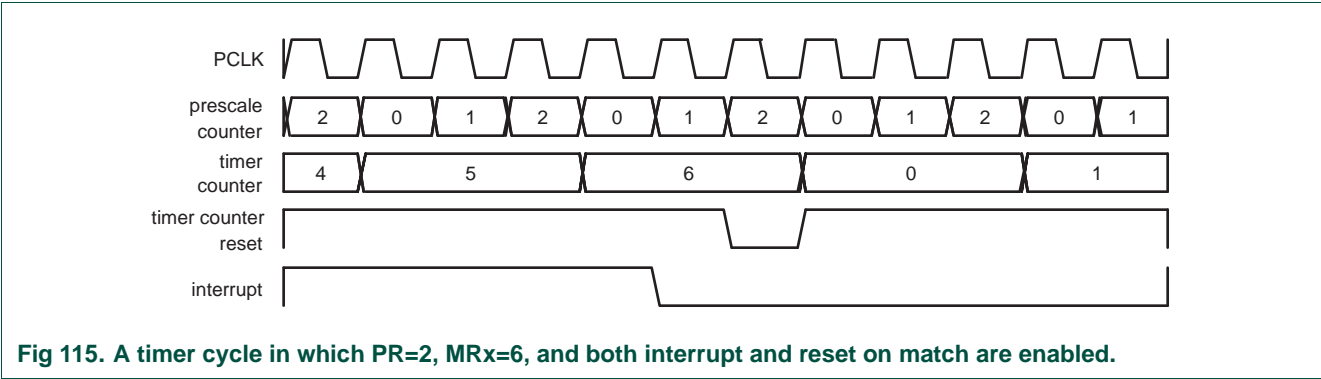 PCLK
prescale
counter
2 0 1 2 0 1 2 0 1 2 0 1
timer
counter
4 5 6 0 1
timer counter
reset
interrupt
Fig 115. A timer cycle in which PR=2, MRx=6, and both interrupt and reset on match are enabled.